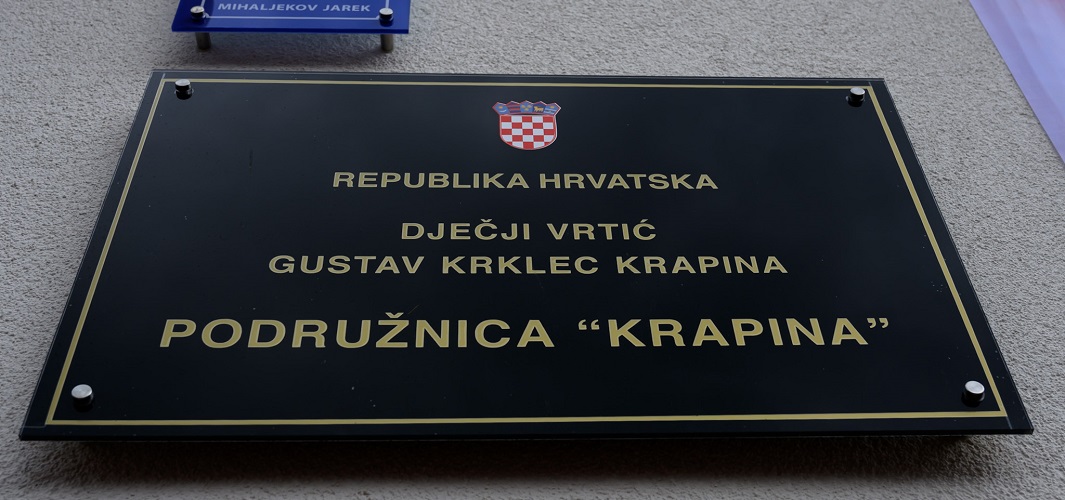 MIHALJEKOV JAREK
REPUBLIKA HRVATSKA
DJEČJI VRTIĆ
GUSTAV KRKLEC KRAPINA
PODRUŽNICA “KRAPINA”